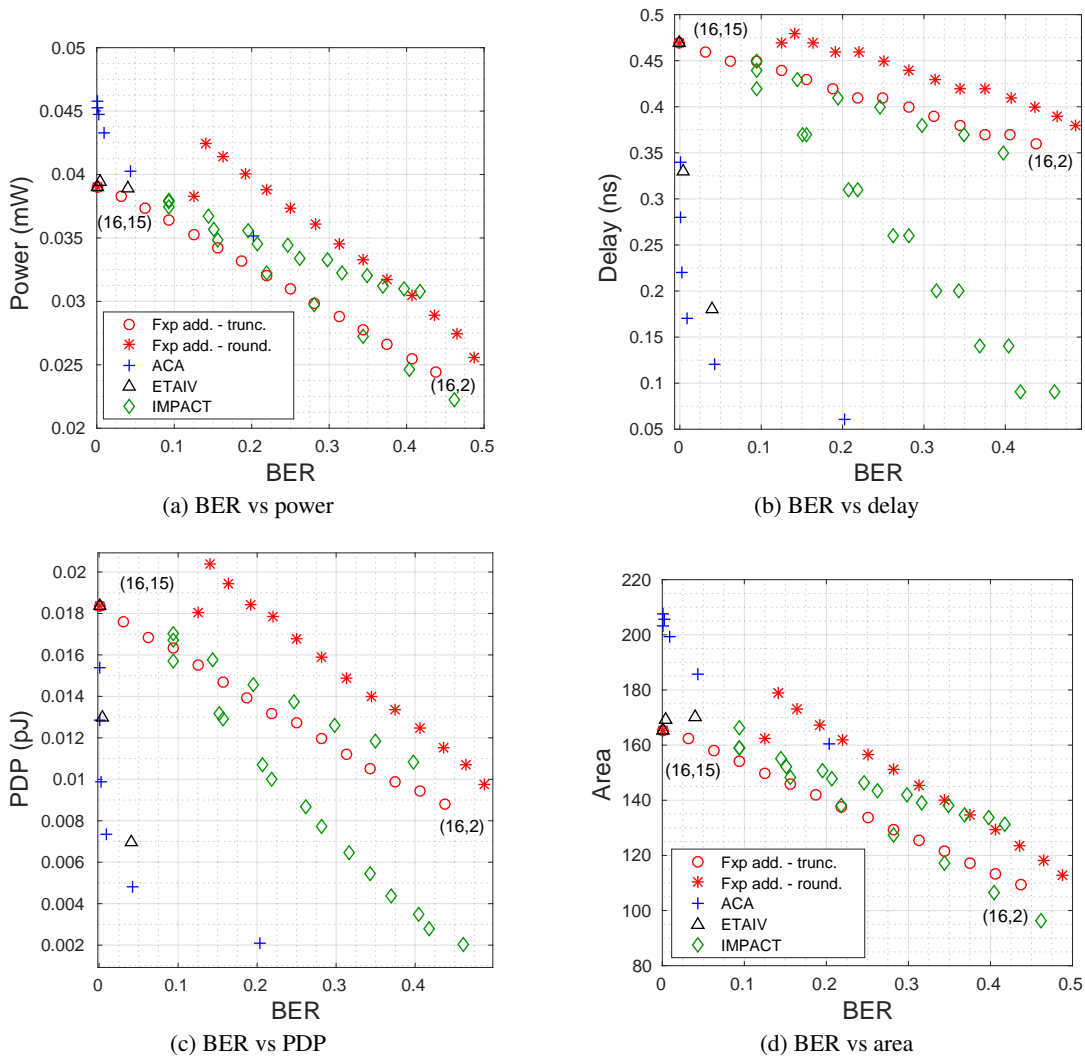 0.05
0.045
0.04
0.035
0.03
0.025
0.02
Power (mW)
(16,15)
(16,2)
Fxp add. - trunc.
Fxp add. - round.
ACA
ETAIV
IMPACT
0 0.1 0.2 0.3 0.4 0.5
BER
(a) BER vs power
0.5
0.45
0.4
0.35
0.3
0.25
0.2
0.15
0.1
0.05
Delay (ns)
(16,15)
(16,2)
0 0.1 0.2 0.3 0.4
BER
(b) BER vs delay
0.02
0.018
0.016
0.014
0.012
0.01
0.008
0.006
0.004
0.002
PDP (pJ)
(16,15)
(16,2)
0 0.1 0.2 0.3 0.4
BER
(c) BER vs PDP
220
200
180
160
140
120
100
80
Area
(16,15)
(16,2)
Fxp add. - trunc.
Fxp add. - round.
ACA
ETAIV
IMPACT
0 0.1 0.2 0.3 0.4 0.5
BER
(d) BER vs area